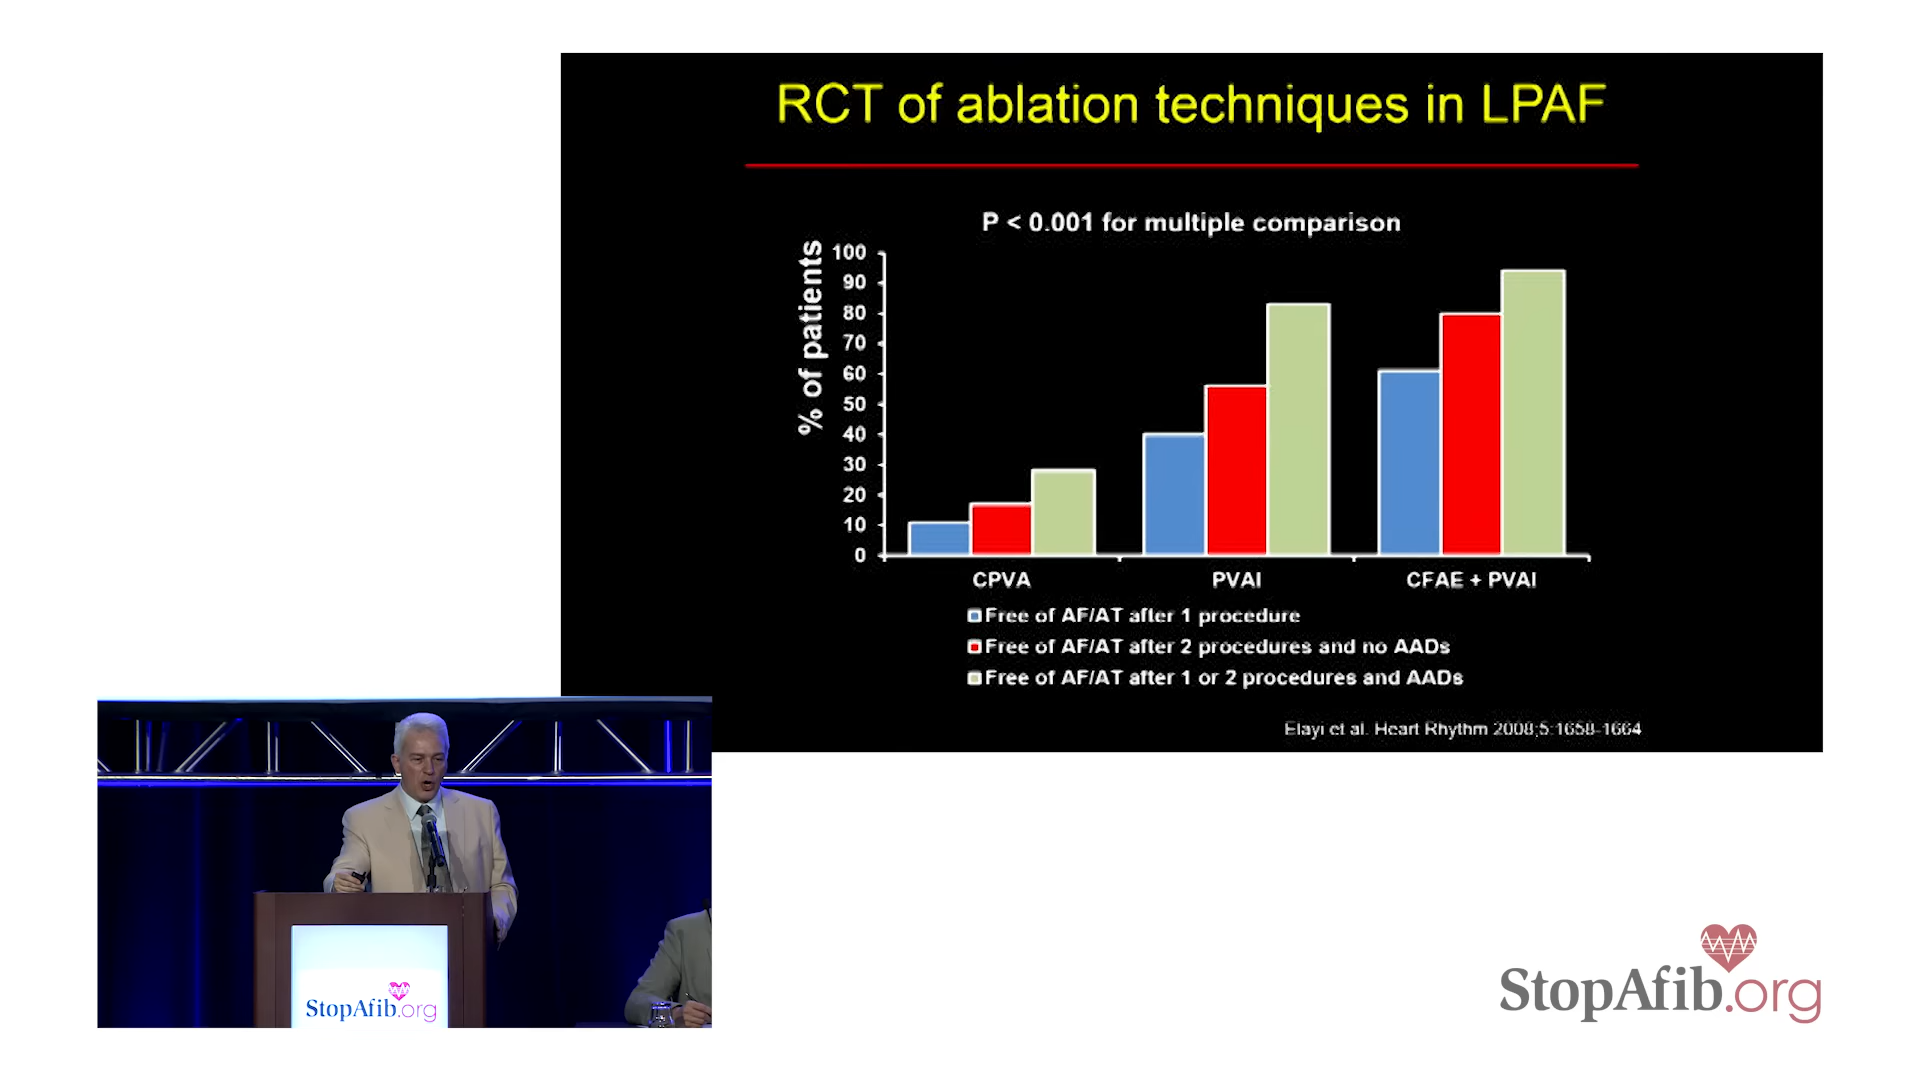 RCT of ablation techniques in LPAF
P < 0.001 for multiple comparison
% of patients
100
90
80
70
60
50
40
30
20
10
0
CPVA
PVAI
CFAE + PVAI
Free of AF/AT after 1 procedure
Free of AF/AT after 2 procedures and no AADs
Free of AF/AT after 1 or 2 procedures and AADs
Elayi et al. Heart Rhythm 2008;5:1658-1664
StopAfib.org
StopAfib.org